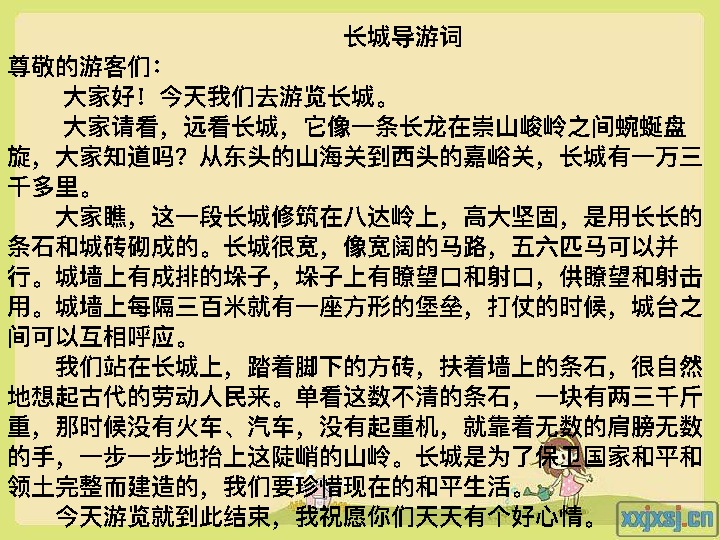 长城导游词
尊敬的游客们：
大家好！今天我们去游览长城。
大家请看，远看长城，它像一条长龙在崇山峻岭之间蜿蜒盘
旋，大家知道吗？从东头的山海关到西头的嘉峪关，长城有一万三
千多里。
大家瞧，这一段长城修筑在八达岭上，高大坚固，是用长长的
条石和城砖砌成的。长城很宽，像宽阔的马路，五六匹马可以并
行。城墙上有成排的垛子，垛子上有瞭望口和射口，供瞭望和射击
用。城墙上每隔三百米就有一座方形的堡垒，打仗的时候，城台之
间可以互相呼应。
我们站在长城上，踏着脚下的方砖，扶着墙上的条石，很自然
地想起古代的劳动人民来。单看这数不清的条石，一块有两三千斤
重，那时候没有火车、汽车，没有起重机，就靠着无数的肩膀无数
的手，一步一步地抬上这陡峭的山岭。长城是为了保卫国家和平和
领土完整而建造的，我们要珍惜现在的和平生活。
今天游览就到此结束，我祝愿你们天天有个好心情。
xxjxsj.cn